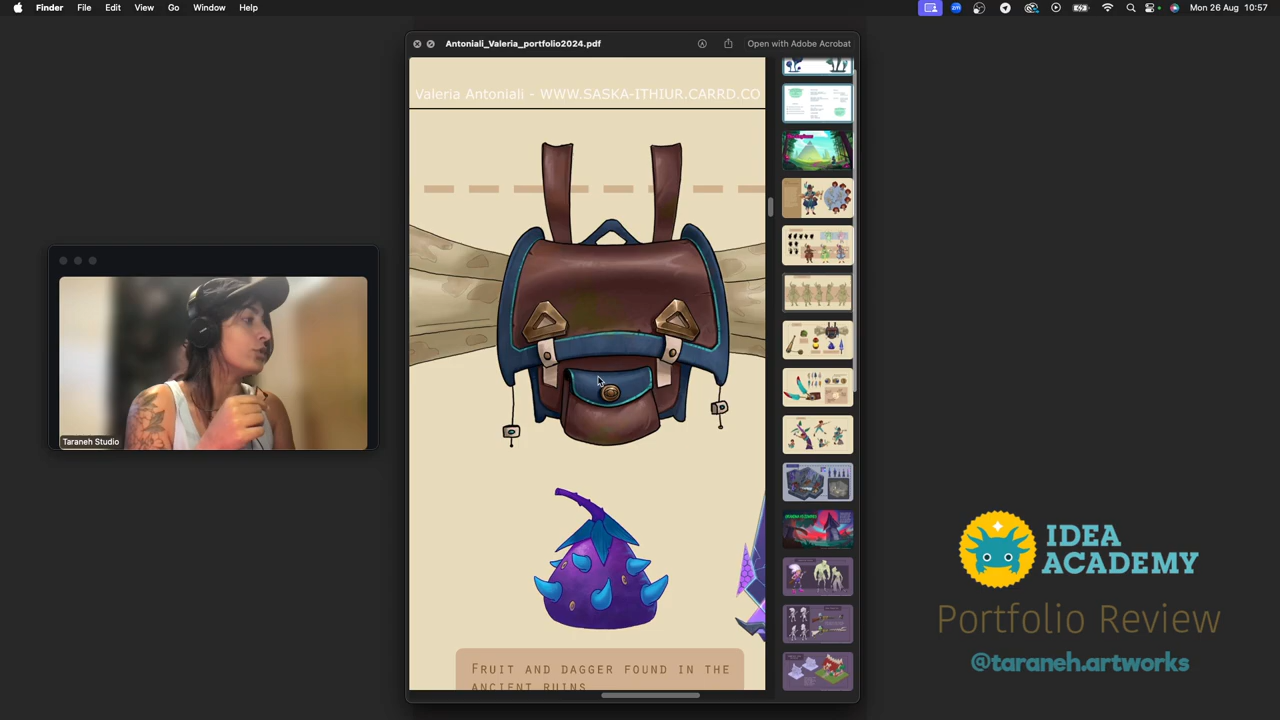 Finder File Edit View Go Window Help
Mon 26 Aug 10:57
Antoniali_Valeria_portfolio2024.pdf
Open with Adobe Acrobat
Valeria Antoniali - WWW.SASKA-ITHIUR.CARRD.CO
Taraneh Studio
FRUIT AND DAGGER FOUND IN THE
ANCIENT RUINS
IDEA
ACADEMY
Portfolio Review
@taraneh.artworks